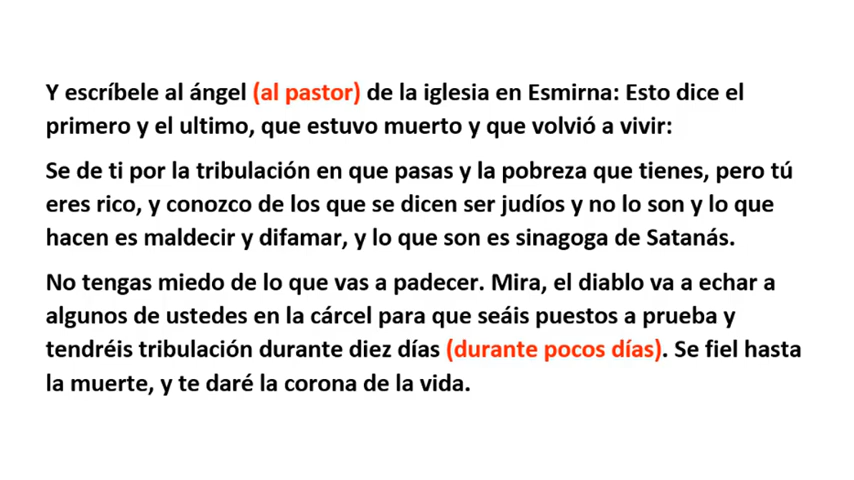 Y escríbele al ángel (al pastor) de la iglesia en Esmirna: Esto dice el
primero y el ultimo, que estuvo muerto y que volvió a vivir:
Se de ti por la tribulación en que pasas y la pobreza que tienes, pero tú
eres rico, y conozco de los que se dicen ser judíos y no lo son y lo que
hacen es maldecir y difamar, y lo que son es sinagoga de Satanás.
No tengas miedo de lo que vas a padecer. Mira, el diablo va a echar a
algunos de ustedes en la cárcel para que seáis puestos a prueba y
tendréis tribulación durante diez días (durante pocos días). Se fiel hasta
la muerte, y te daré la corona de la vida.